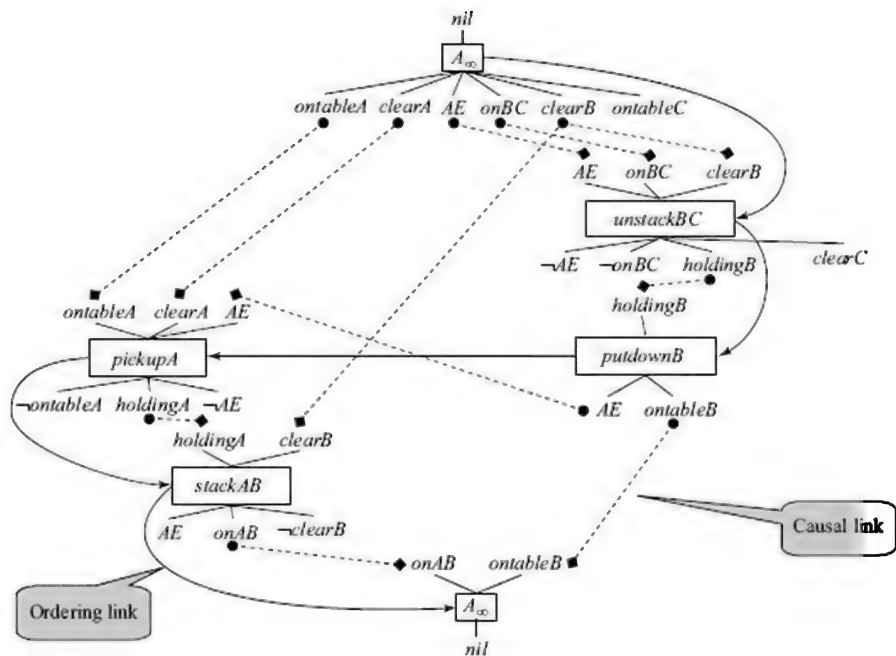 nil
A∞
ontableA clearA AE onBC clearB ontableC
AE onBC clearB
unstackBC
¬AE ¬onBC holdingB clearC
holdingB
ontableA clearA AE
pickupA
putdownB
¬ontableA holdingA ¬AE
AE ontableB
holdingA clearB
stackAB
AE onAB ¬clearB
Causal link
onAB ontableB
Ordering link
A∞
nil